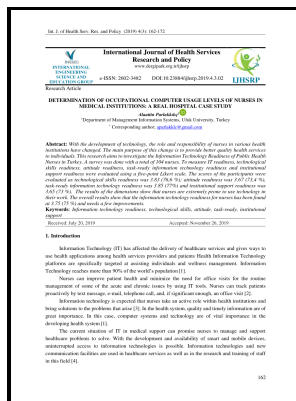 Int. J. of Health Serv. Res. and Policy (2019) 4(3): 162-172
International Journal of Health Services
Research and Policy
www.dergipark.org.tr/ijhsrp
INTERNATIONAL
ENGINEERING
SCIENCE AND
EDUCATION GROUP
e-ISSN: 2602-3482 DOI:10.23884/ijhsrp.2019.4.3.02
IJHSRP
Research Article
DETERMINATION OF OCCUPATIONAL COMPUTER USAGE LEVELS OF NURSES IN
MEDICAL INSTITUTIONS: A REAL HOSPITAL CASE STUDY
Alaattin Parlakkılıç
Department of Management Information Systems, Ufuk University, Turkey
Corresponding author;
Abstract: With the development of technology, the role and responsibility of nurses in various health
institutions have changed. The main purpose of this change is to provide better quality health services
to individuals. This research aims to investigate the Information Technology Readiness of Public Health
Nurses in Turkey. A survey was done with a total of 304 nurses. To measure IT readiness, technological
skills readiness, attitude readiness, task-ready information technology readiness and institutional
support readiness were evaluated using a five-point Likert scale. The scores of the participants were
evaluated as technological skills readiness was 3.83 (76.6 %); attitude readiness was 3.67 (73.4 %),
task-ready information technology readiness was 3.85 (77%) and institutional support readiness was
3.65 (73 %). The results of the dimensions show that nurses are extremely prone to use technology in
their work. The overall results show that the information technology readiness for nurses has been found
as 3.75 (75 %) and needs a few improvements.
Keywords: Information technology readiness, technological skills, attitude, task-ready, institutional
support
Received: July 20, 2019 Accepted: November 26, 2019
1. Introduction
Information Technology (IT) has affected the delivery of healthcare services and gives ways to
use health applications among health services providers and patients Health Information Technology
platforms are specifically targeted at assisting individuals and wellness management. Information
Technology reaches more than 90% of the world's population [1].
Nurses can improve patient health and minimize the need for office visits for the routine
management of some of the acute and chronic issues by using IT tools. Nurses can track patients
proactively by text message, e-mail, telephone call, and, if significant enough, an office visit [2].
Information technology is expected that nurses take an active role within health institutions and
bring solutions to the problems that arise [3]. In the health system, quality and timely information are of
great importance. In this case, computer systems and technology are of vital importance in the
developing health system [1].
The current situation of IT in medical support can promise nurses to manage and support
healthcare problems to solve. With the development and availability of smart and mobile devices,
uninterrupted access to information technologies is possible. Information technologies and new
communication facilities are used in healthcare services as well as in the research and training of staff
in this field [4].
162